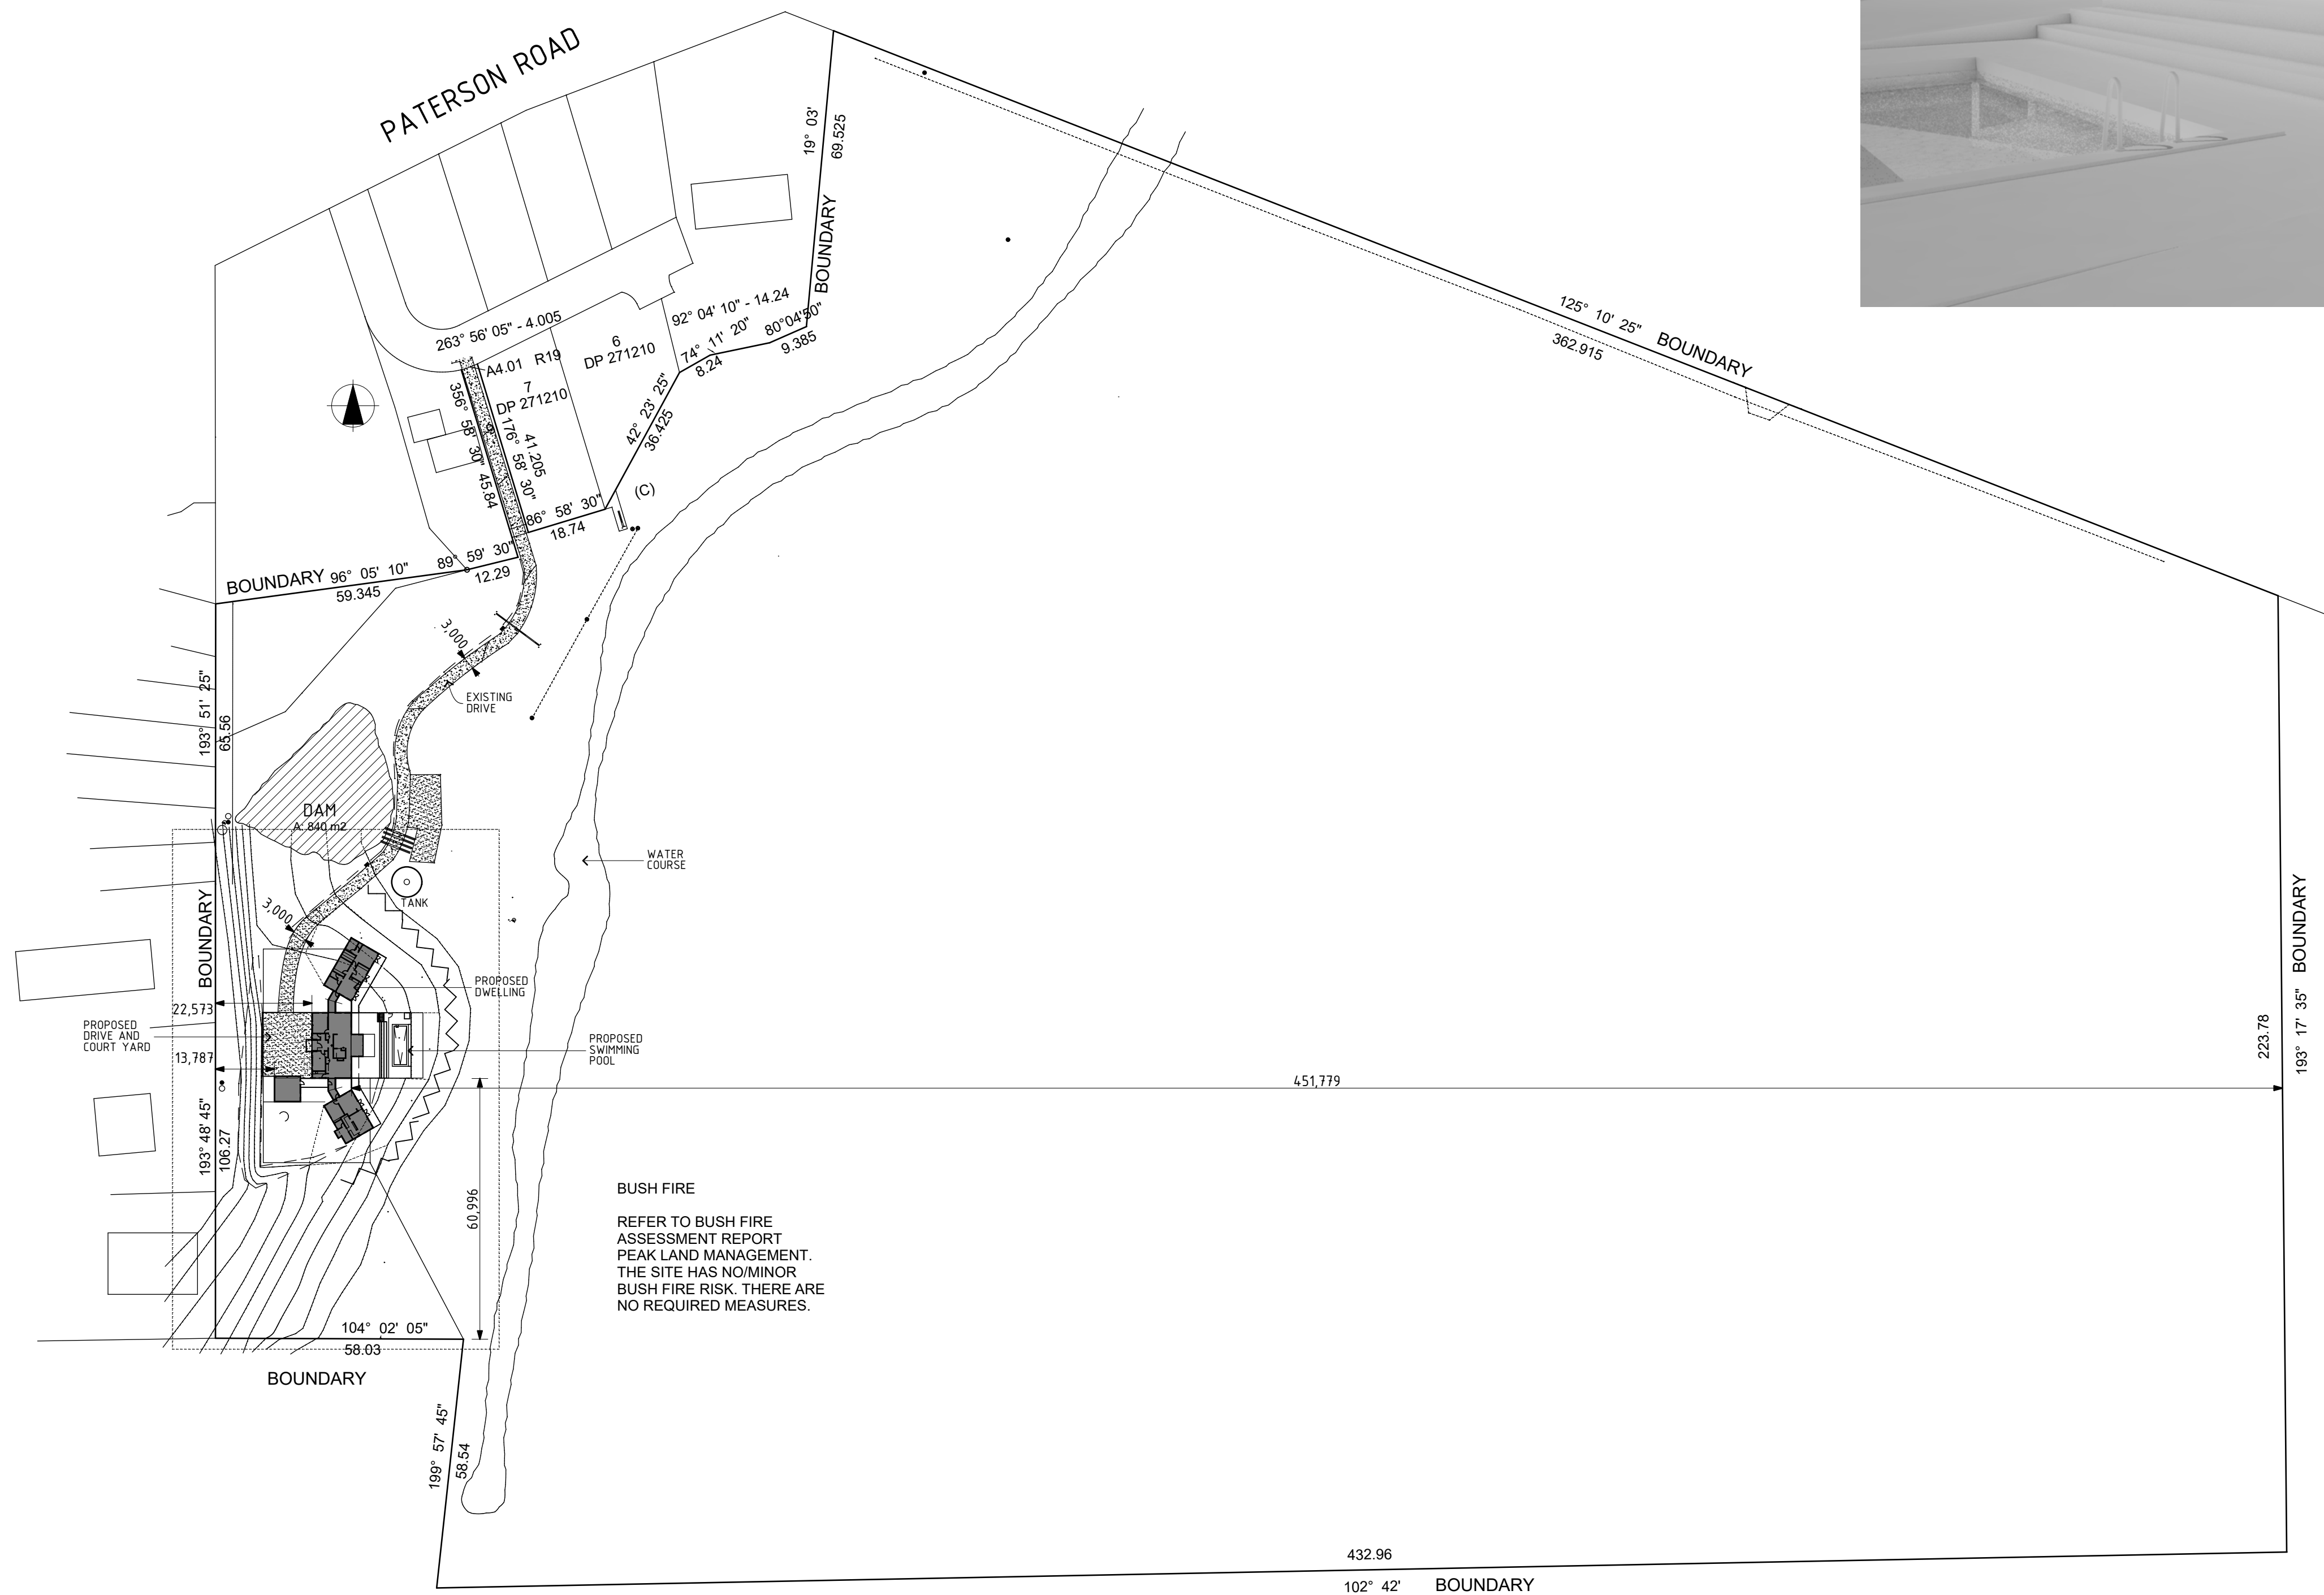 PATERSON ROAD
19° 03'
69.525
BOUNDARY
125° 10' 25" BOUNDARY
362.915
263° 56' 05" - 4.005
92° 04' 10" - 14.24
80°04'50"
9.385
74° 11' 20"
8.24
A4.01 R19
6
DP 271210
7
DP 271210
356° 58' 30" 45.84
176° 58' 30"
41.205
42° 23' 25"
36.425
(C)
86° 58' 30"
18.74
89° 59' 30"
12.29
BOUNDARY 96° 05' 10"
59.345
3,000
EXISTING
DRIVE
193° 51' 25"
65.56
DAM
A: 840 m2
WATER
COURSE
TANK
3,000
BOUNDARY
PROPOSED
DWELLING
22,573
PROPOSED
DRIVE AND
COURT YARD
13,787
PROPOSED
SWIMMING
POOL
451,779
223.78
193° 17' 35" BOUNDARY
193° 48' 45"
106.27
60,996
BUSH FIRE
REFER TO BUSH FIRE
ASSESSMENT REPORT
PEAK LAND MANAGEMENT.
THE SITE HAS NO/MINOR
BUSH FIRE RISK. THERE ARE
NO REQUIRED MEASURES.
104° 02' 05"
58.03
BOUNDARY
199° 57' 45"
58.54
432.96
102° 42' BOUNDARY